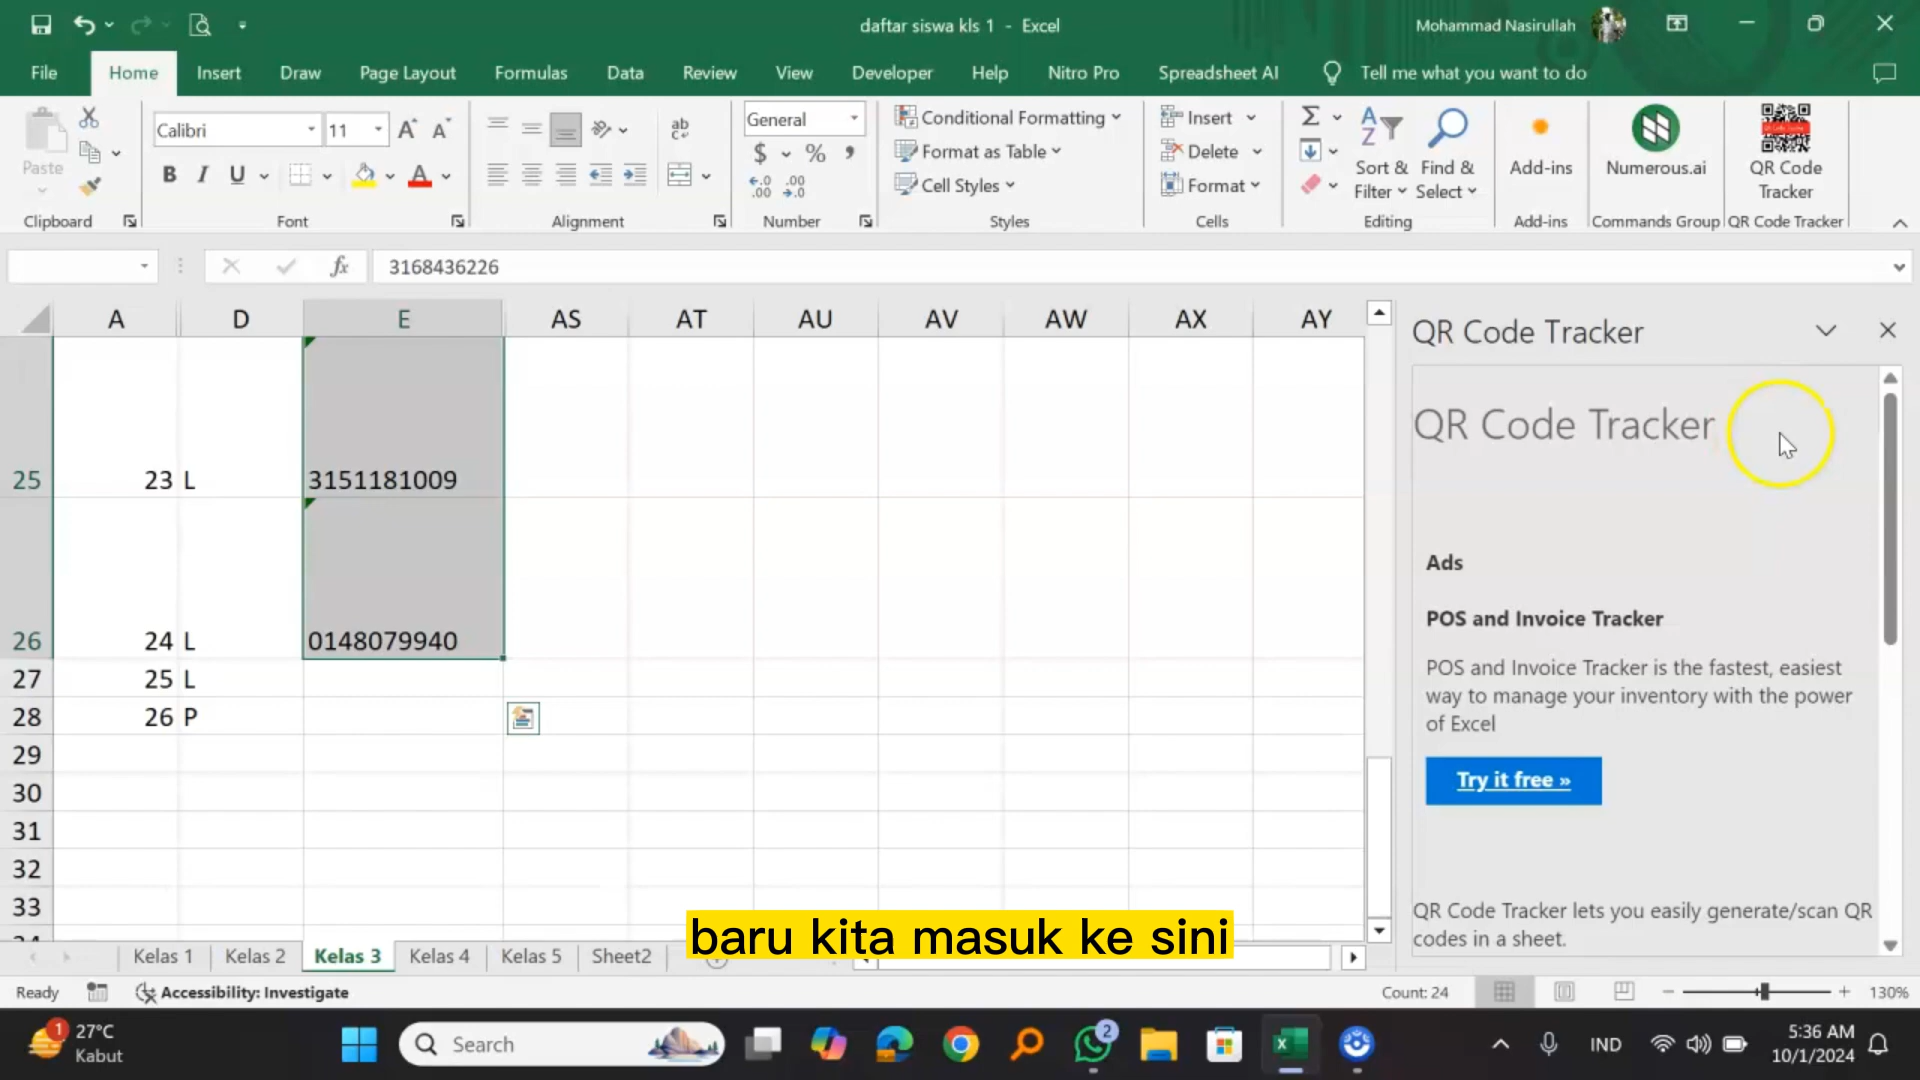 daftar siswa kls 1 - Excel
Mohammad Nasirullah
File Home Insert Draw Page Layout Formulas Data Review View Developer Help Nitro Pro Spreadsheet AI Tell me what you want to do
Paste
Clipboard
Calibri 11
B I U
Font
ab
Alignment
General
$ % ,
Number
Conditional Formatting
Format as Table
Cell Styles
Styles
Insert
Delete
Format
Cells
Sort & Filter
Find & Select
Editing
Add-ins
Add-ins
Numerous.ai
Commands Group
QR Code Tracker
QR Code Tracker
fx 3168436226
A D E AS AT AU AV AW AX AY
25 23 L 3151181009
26 24 L 0148079940
27 25 L
28 26 P
29
30
31
32
33
QR Code Tracker
QR Code Tracker
Ads
POS and Invoice Tracker
POS and Invoice Tracker is the fastest, easiest
way to manage your inventory with the power
of Excel
Try it free »
QR Code Tracker lets you easily generate/scan QR
codes in a sheet.
baru kita masuk ke sini
Kelas 1 Kelas 2 Kelas 3 Kelas 4 Kelas 5 Sheet2
Ready Accessibility: Investigate Count: 24 130%
1 27°C
Kabut
Search
2
IND
5:36 AM
10/1/2024